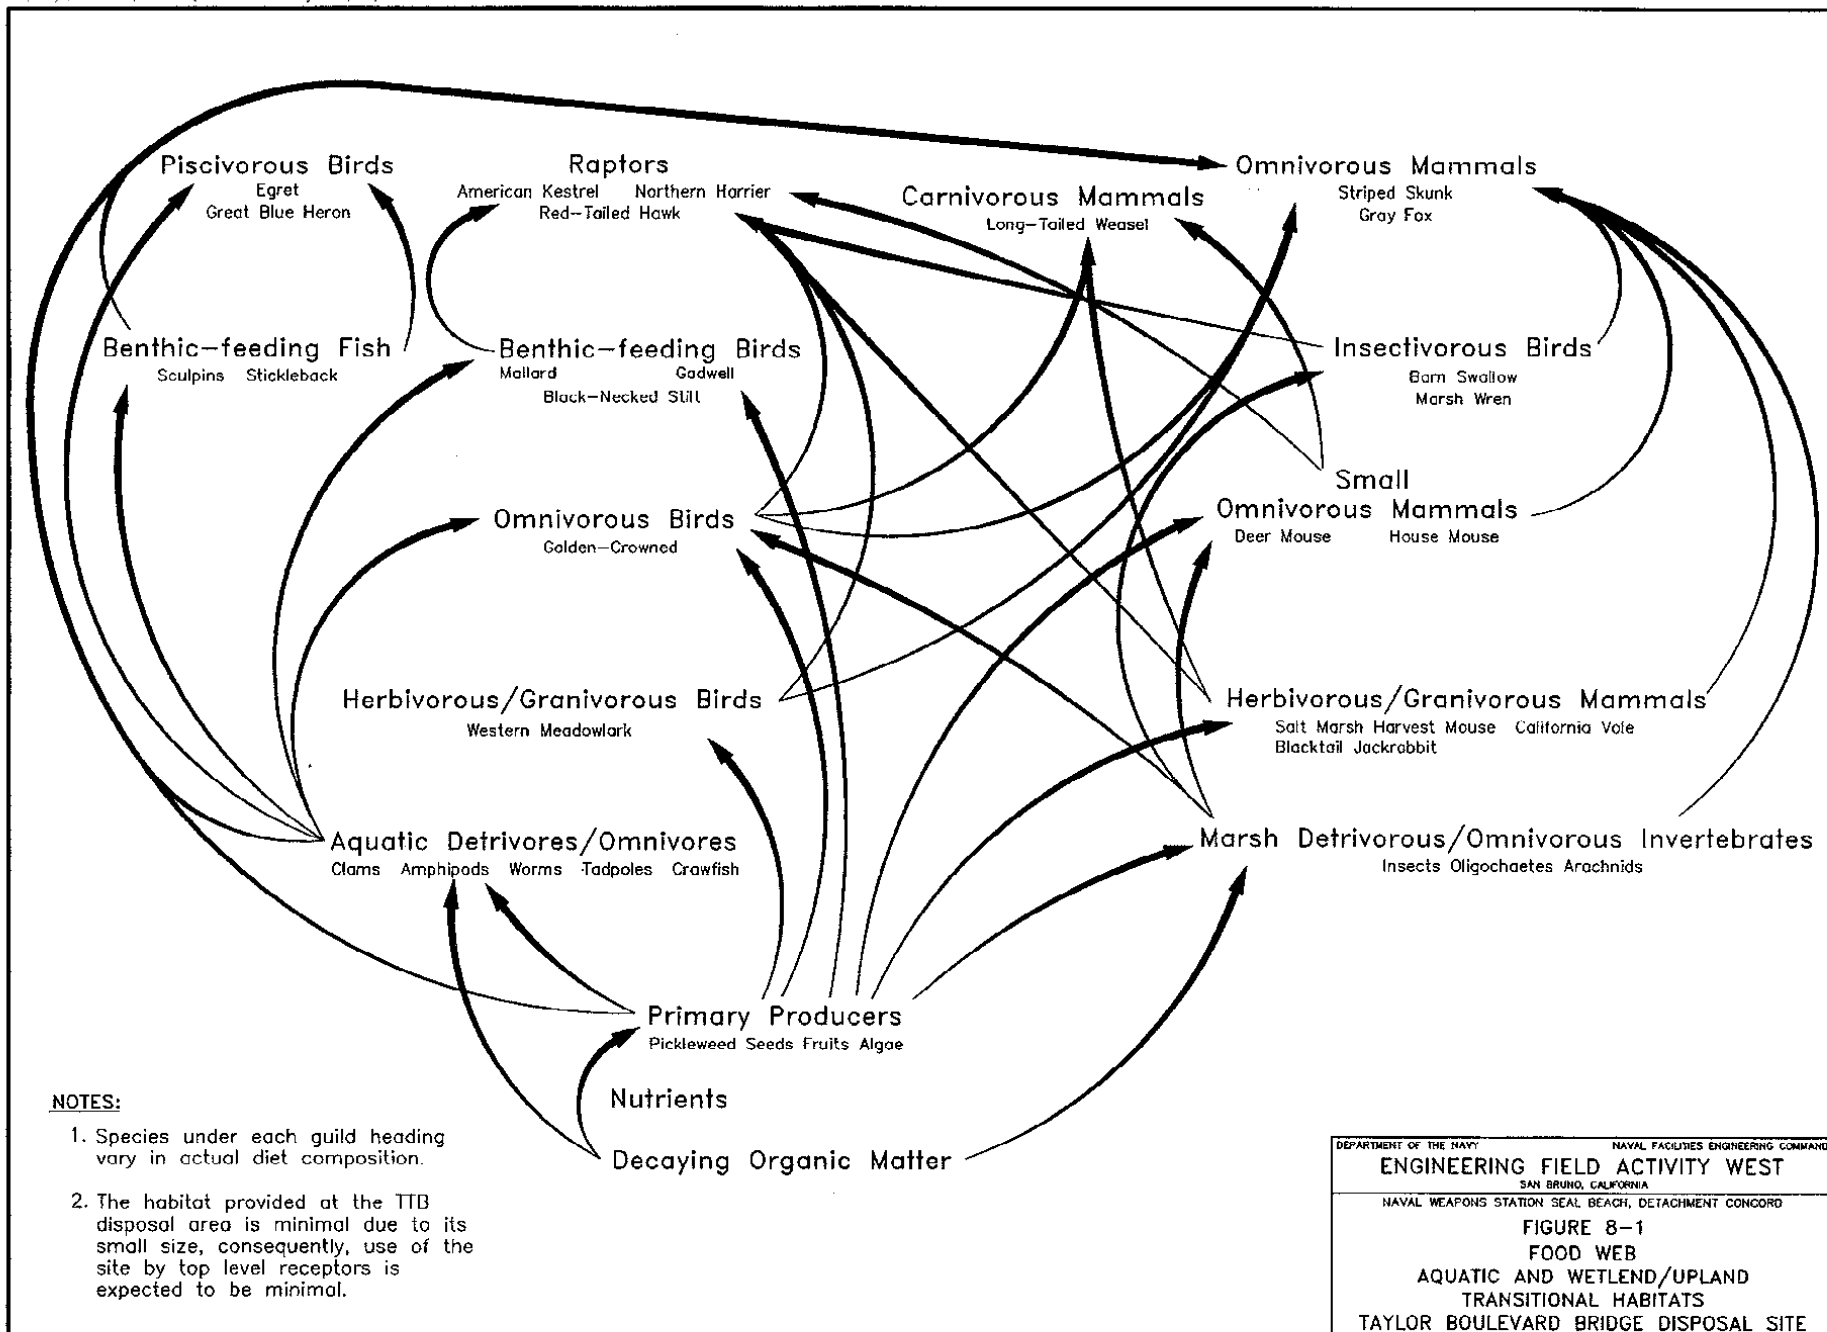 Piscivorous Birds
Egret
Great Blue Heron
Raptors
American Kestrel Northern Harrier
Red-Tailed Hawk
Carnivorous Mammals
Long-Tailed Weasel
Omnivorous Mammals
Striped Skunk
Gray Fox
Benthic-feeding Fish
Sculpins Stickleback
Benthic-feeding Birds
Mallard Gadwell
Black-Necked Stilt
Insectivorous Birds
Barn Swallow
Marsh Wren
Omnivorous Birds
Golden-Crowned
Small
Omnivorous Mammals
Deer Mouse House Mouse
Herbivorous/Granivorous Birds
Western Meadowlark
Herbivorous/Granivorous Mammals
Salt Marsh Harvest Mouse California Vole
Blacktail Jackrabbit
Aquatic Detrivores/Omnivores
Clams Amphipods Worms Tadpoles Crawfish
Marsh Detrivorous/Omnivorous Invertebrates
Insects Oligochaetes Arachnids
Primary Producers
Pickleweed Seeds Fruits Algae
Nutrients
Decaying Organic Matter
NOTES:
1. Species under each guild heading
vary in actual diet composition.
2. The habitat provided at the TTB
disposal area is minimal due to its
small size, consequently, use of the
site by top level receptors is
expected to be minimal.
DEPARTMENT OF THE NAVY NAVAL FACILITIES ENGINEERING COMMAND
ENGINEERING FIELD ACTIVITY WEST
SAN BRUNO, CALIFORNIA
NAVAL WEAPONS STATION SEAL BEACH, DETACHMENT CONCORD
FIGURE 8-1
FOOD WEB
AQUATIC AND WETLEND/UPLAND
TRANSITIONAL HABITATS
TAYLOR BOULEVARD BRIDGE DISPOSAL SITE